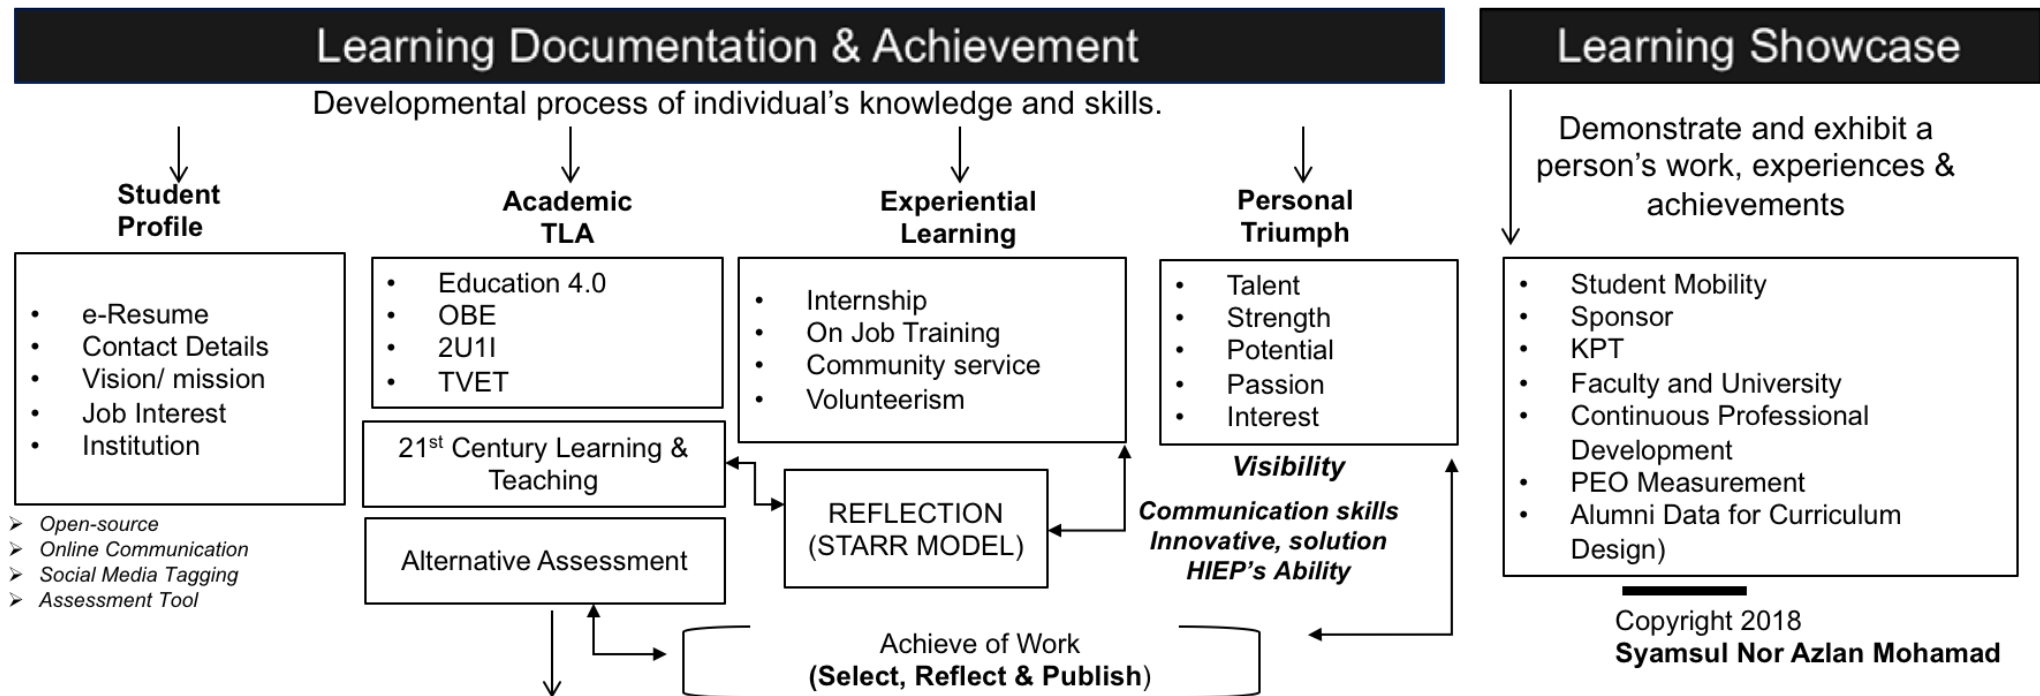 Learning Documentation & Achievement
Developmental process of individual's knowledge and skills.
Student
Profile
• e-Resume
• Contact Details
• Vision/ mission
• Job Interest
• Institution
➢ Open-source
➢ Online Communication
➢ Social Media Tagging
➢ Assessment Tool
Academic
TLA
• Education 4.0
• OBE
• 2U1I
• TVET
21st Century Learning &
Teaching
Alternative Assessment
Experiential
Learning
• Internship
• On Job Training
• Community service
• Volunteerism
REFLECTION
(STARR MODEL)
Personal
Triumph
• Talent
• Strength
• Potential
• Passion
• Interest
Visibility
Communication skills
Innovative, solution
HIEP's Ability
Achieve of Work
(Select, Reflect & Publish)
Learning Showcase
Demonstrate and exhibit a
person's work, experiences &
achievements
• Student Mobility
• Sponsor
• KPT
• Faculty and University
• Continuous Professional
Development
• PEO Measurement
• Alumni Data for Curriculum
Design)
Copyright 2018
Syamsul Nor Azlan Mohamad